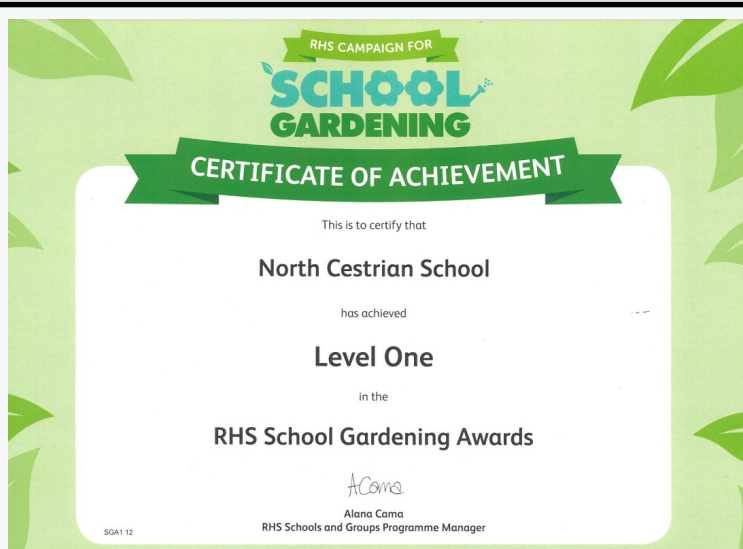 RHS CAMPAIGN FOR
SCHOOL
GARDENING
CERTIFICATE OF ACHIEVEMENT
This is to certify that
North Cestrian School
has achieved
Level One
in the
RHS School Gardening Awards
ACama
Alana Cama
RHS Schools and Groups Programme Manager
SGA1 12